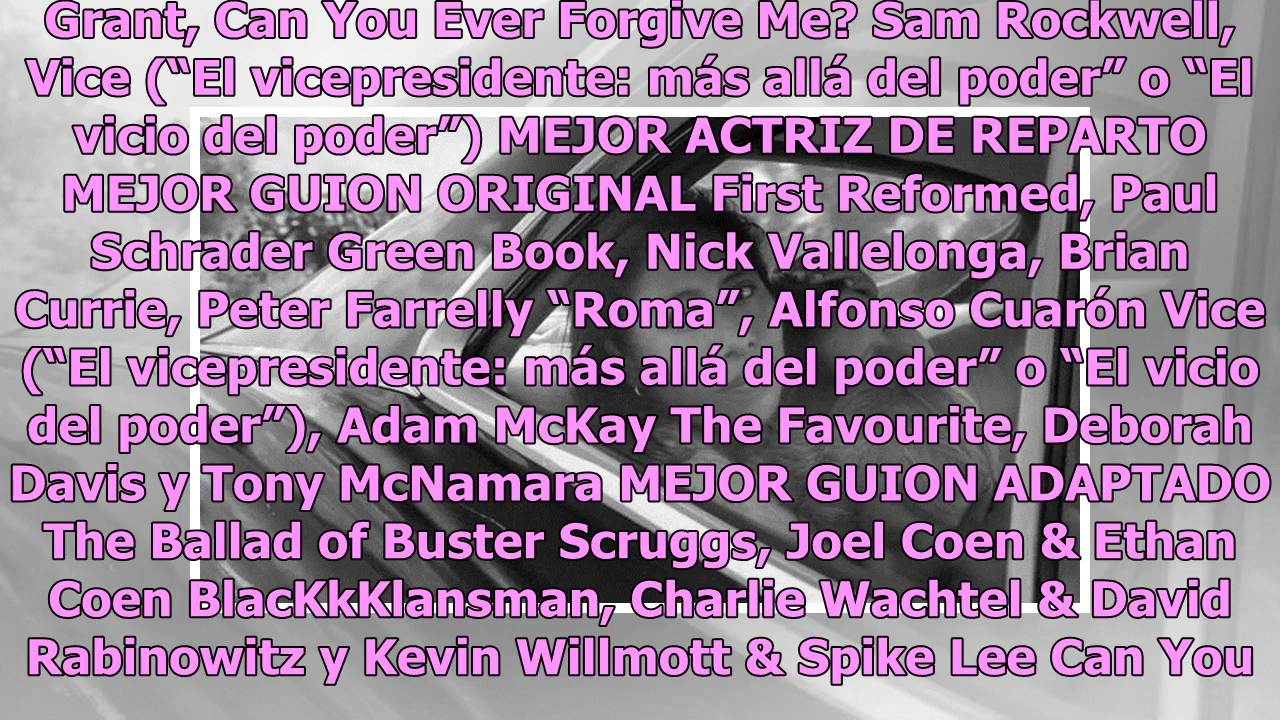 Grant, Can You Ever Forgive Me? Sam Rockwell,
Vice (“El vicepresidente: más allá del poder” o “El
vicio del poder”) MEJOR ACTRIZ DE REPARTO
MEJOR GUION ORIGINAL First Reformed, Paul
Schrader Green Book, Nick Vallelonga, Brian
Currie, Peter Farrelly “Roma”, Alfonso Cuarón Vice
(“El vicepresidente: más allá del poder” o “El vicio
del poder”), Adam McKay The Favourite, Deborah
Davis y Tony McNamara MEJOR GUION ADAPTADO
The Ballad of Buster Scruggs, Joel Coen & Ethan
Coen BlacKkKlansman, Charlie Wachtel & David
Rabinowitz y Kevin Willmott & Spike Lee Can You